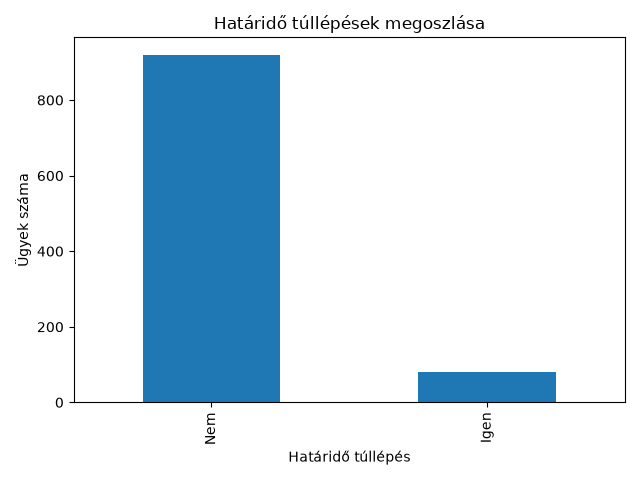 Határidő túllépések megoszlása
Ügyek száma
800
600
400
200
0
Nem
Igen
Határidő túllépés